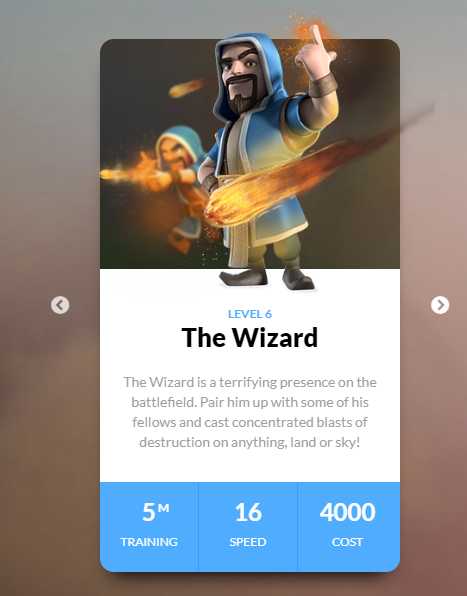 LEVEL 6
The Wizard
The Wizard is a terrifying presence on the
battlefield. Pair him up with some of his
fellows and cast concentrated blasts of
destruction on anything, land or sky!
5M 16 4000
TRAINING SPEED COST